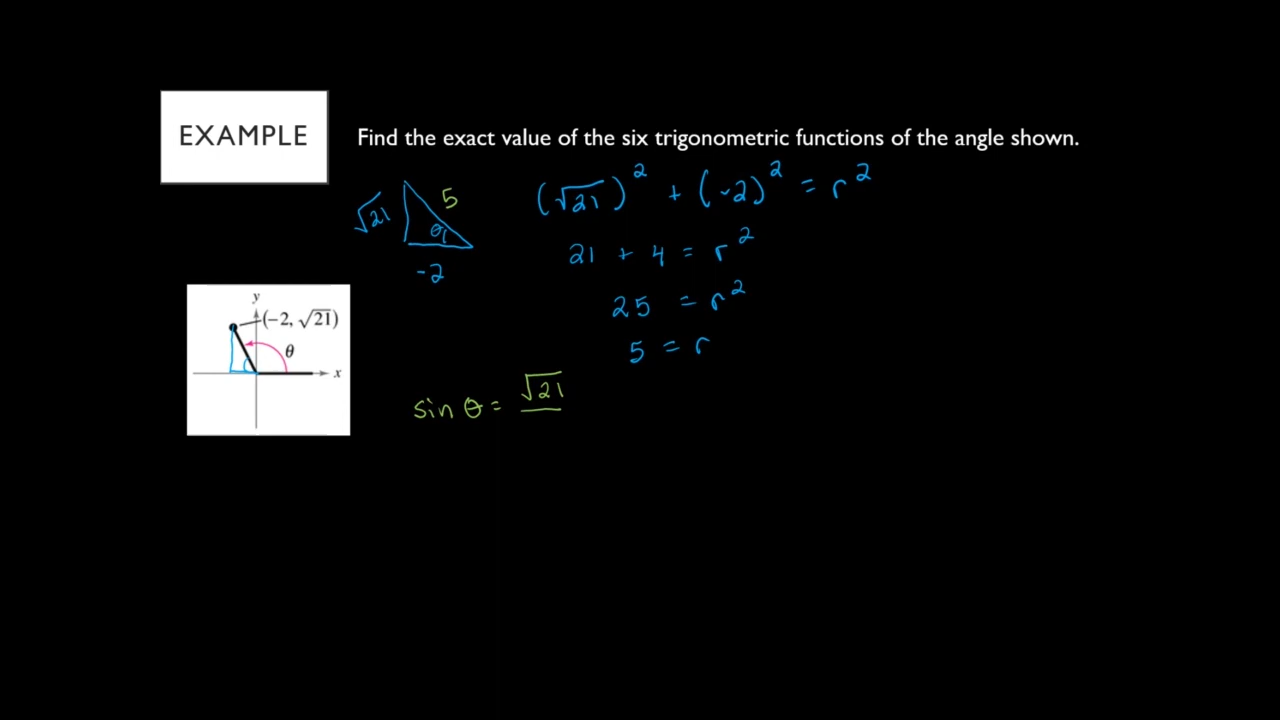 EXAMPLE
Find the exact value of the six trigonometric functions of the angle shown.
√21
5
θ
-2
(√21)² + (-2)² = r²
21 + 4 = r²
25 = r²
5 = r
y
(−2, √21)
θ
x
sin θ = √21